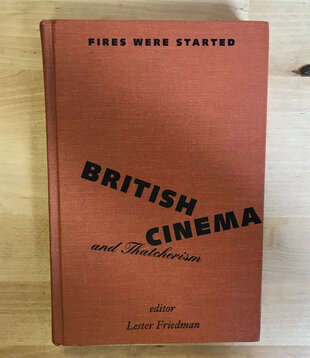 FIRES WERE STARTED
BRITISH
CINEMA
and Thatcherism
editor
Lester Friedman